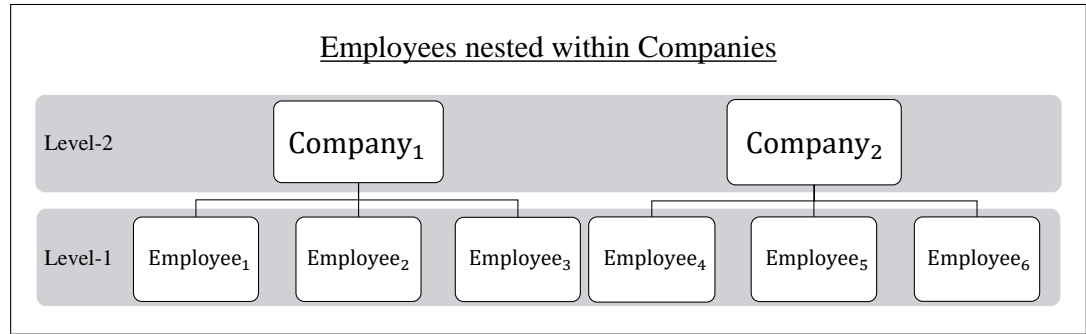 Employees nested within Companies
Level-2
Company₁
Company₂
Level-1
Employee₁
Employee₂
Employee₃
Employee₄
Employee₅
Employee₆